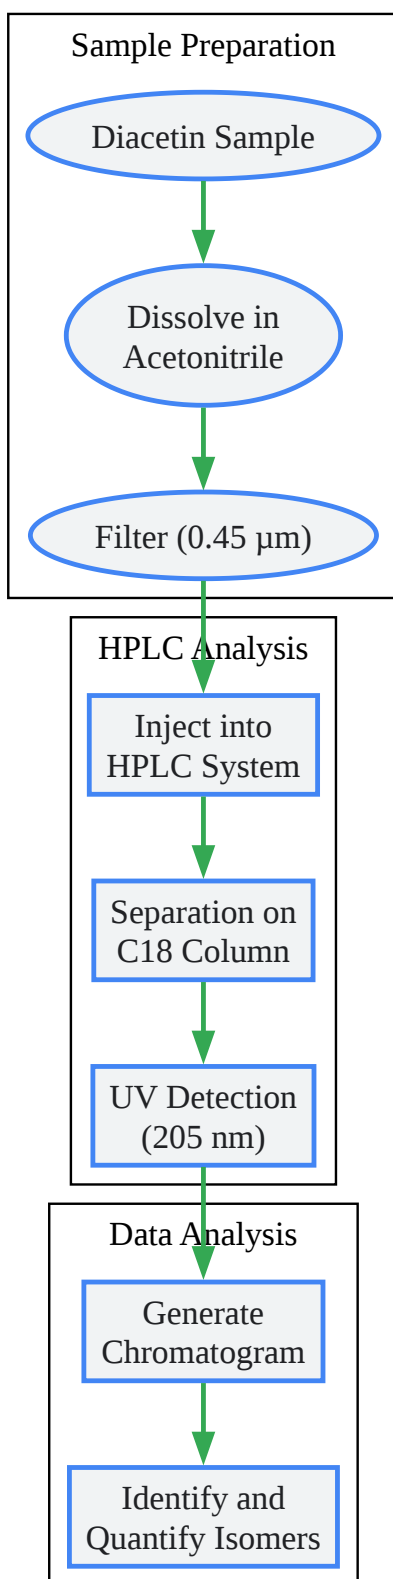 Sample Preparation
Diacetin Sample
Dissolve in
Acetonitrile
Filter (0.45 µm)
HPLC Analysis
Inject into
HPLC System
Separation on
C18 Column
UV Detection
(205 nm)
Data Analysis
Generate
Chromatogram
Identify and
Quantify Isomers